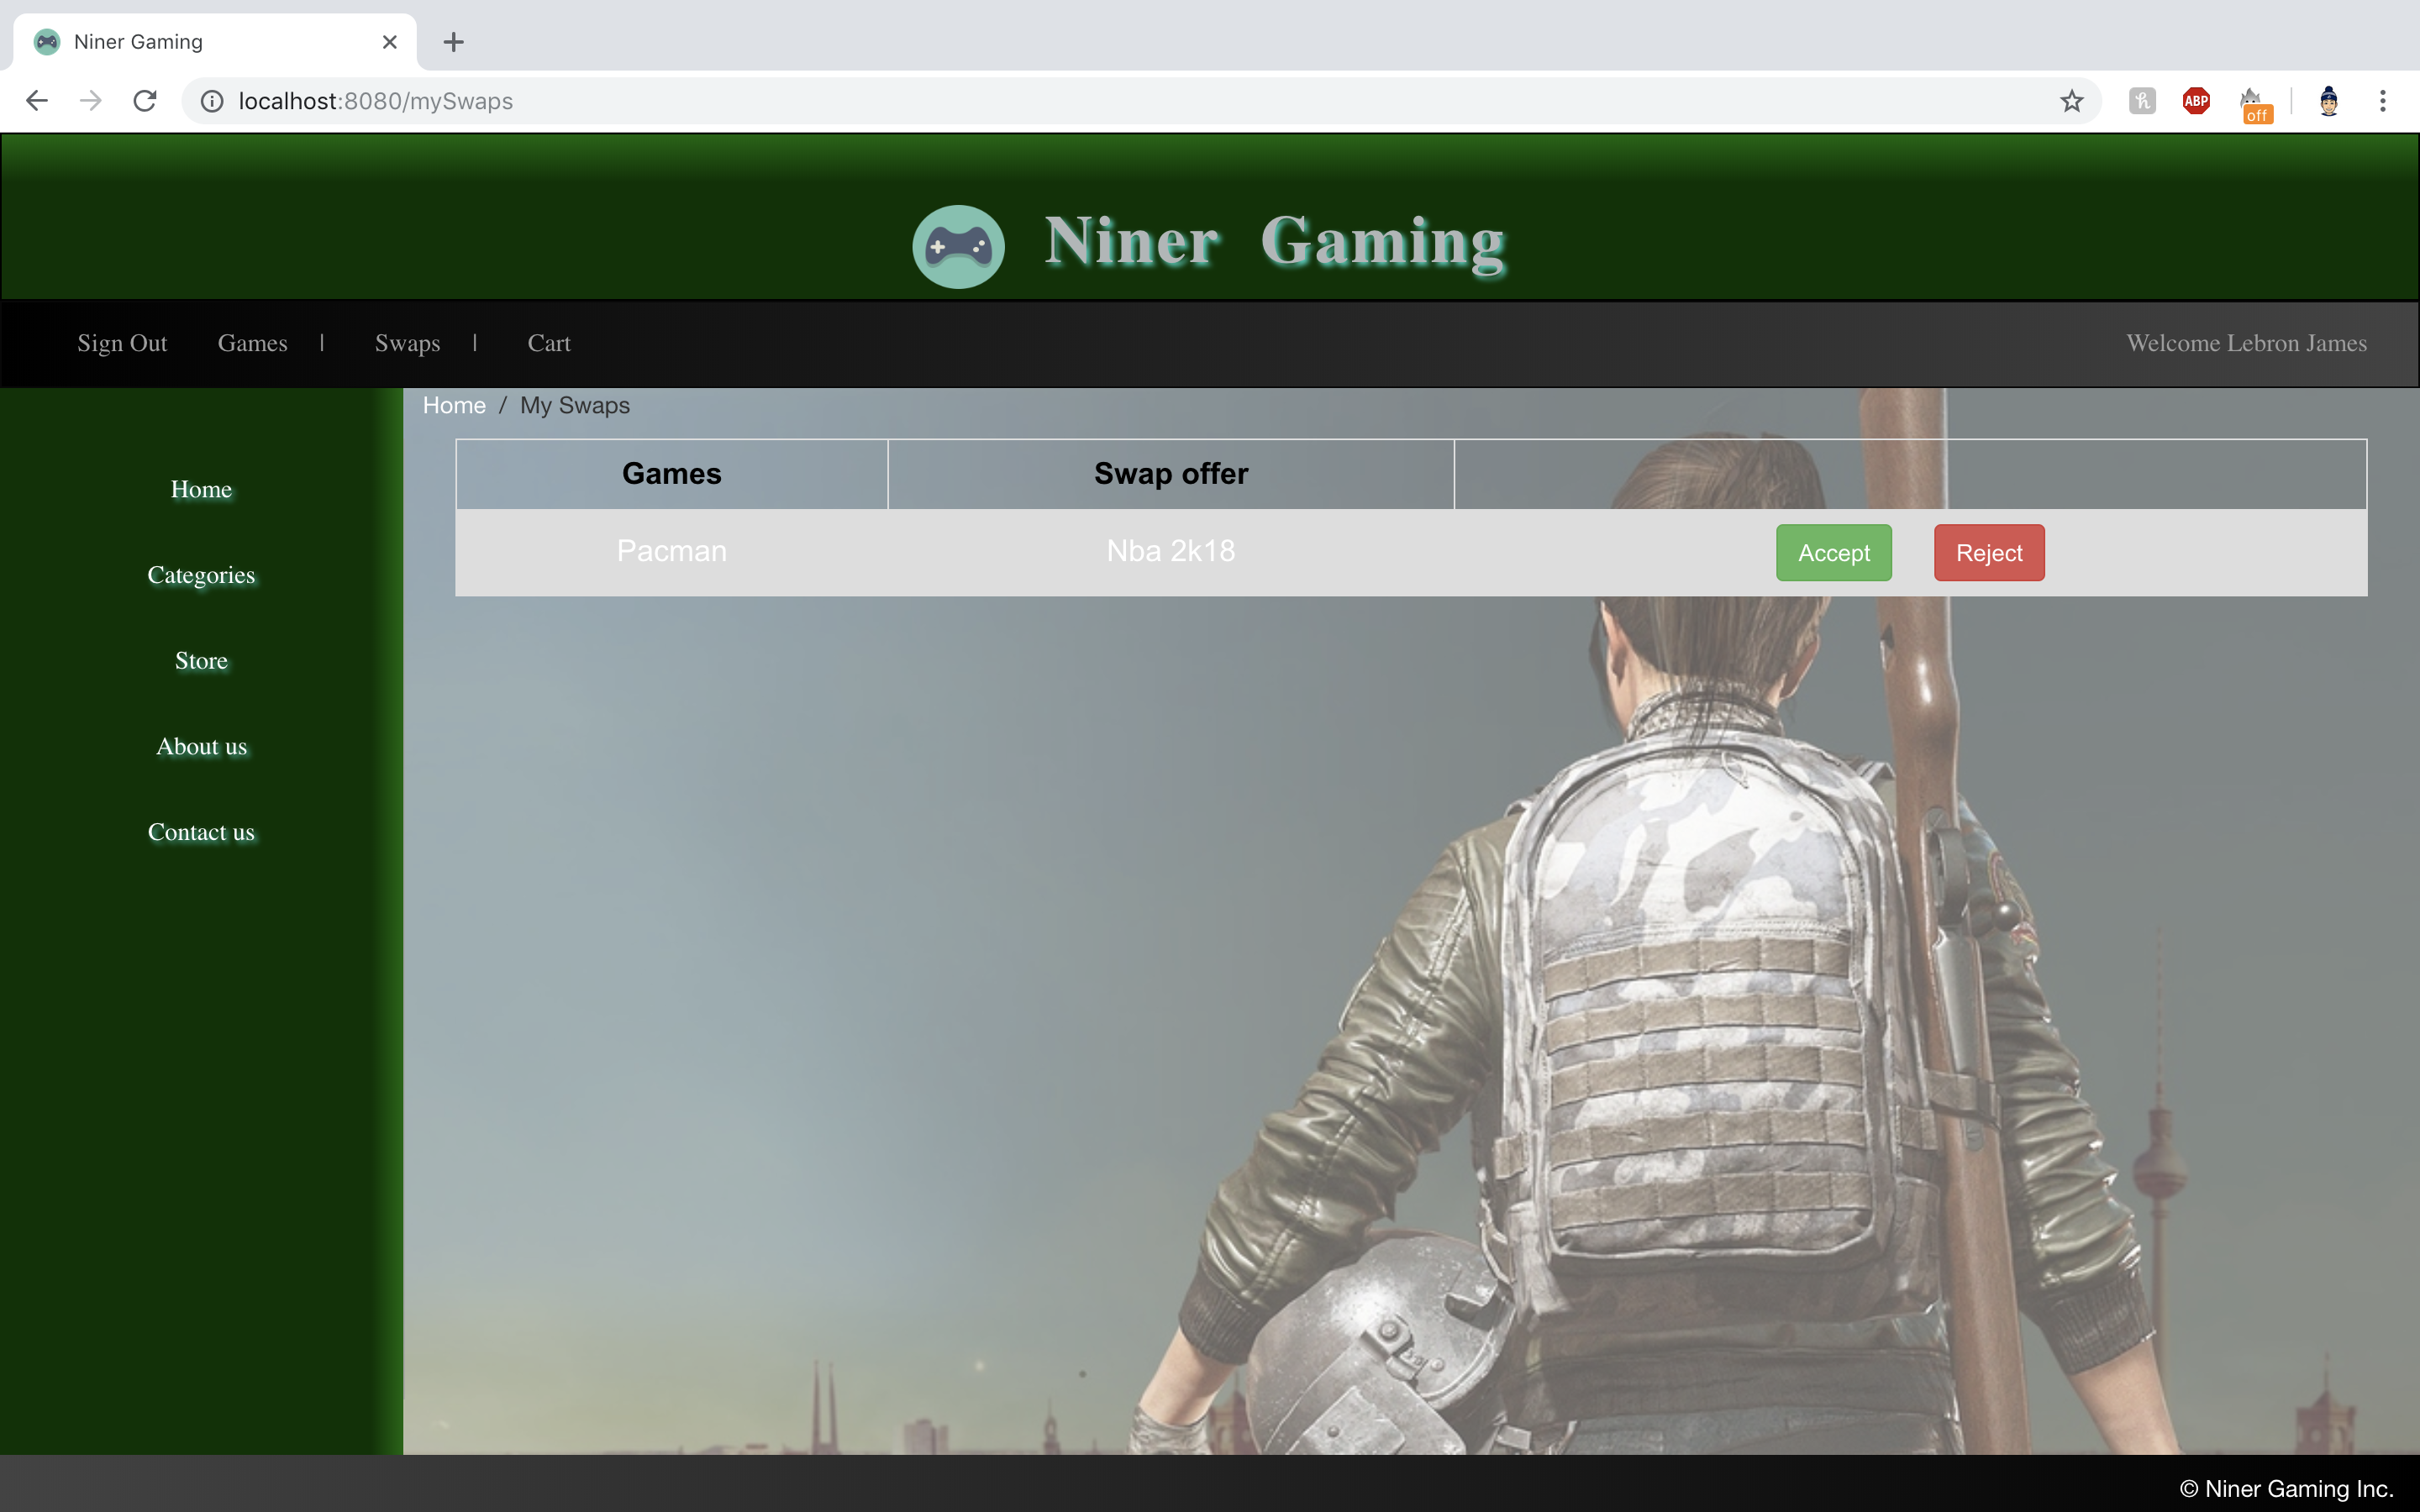 Niner Gaming
localhost:8080/mySwaps
ABP
off
Niner Gaming
Sign Out Games | Swaps | Cart Welcome Lebron James
Home / My Swaps
Games Swap offer
Pacman Nba 2k18 Accept Reject
Home
Categories
Store
About us
Contact us
© Niner Gaming Inc.